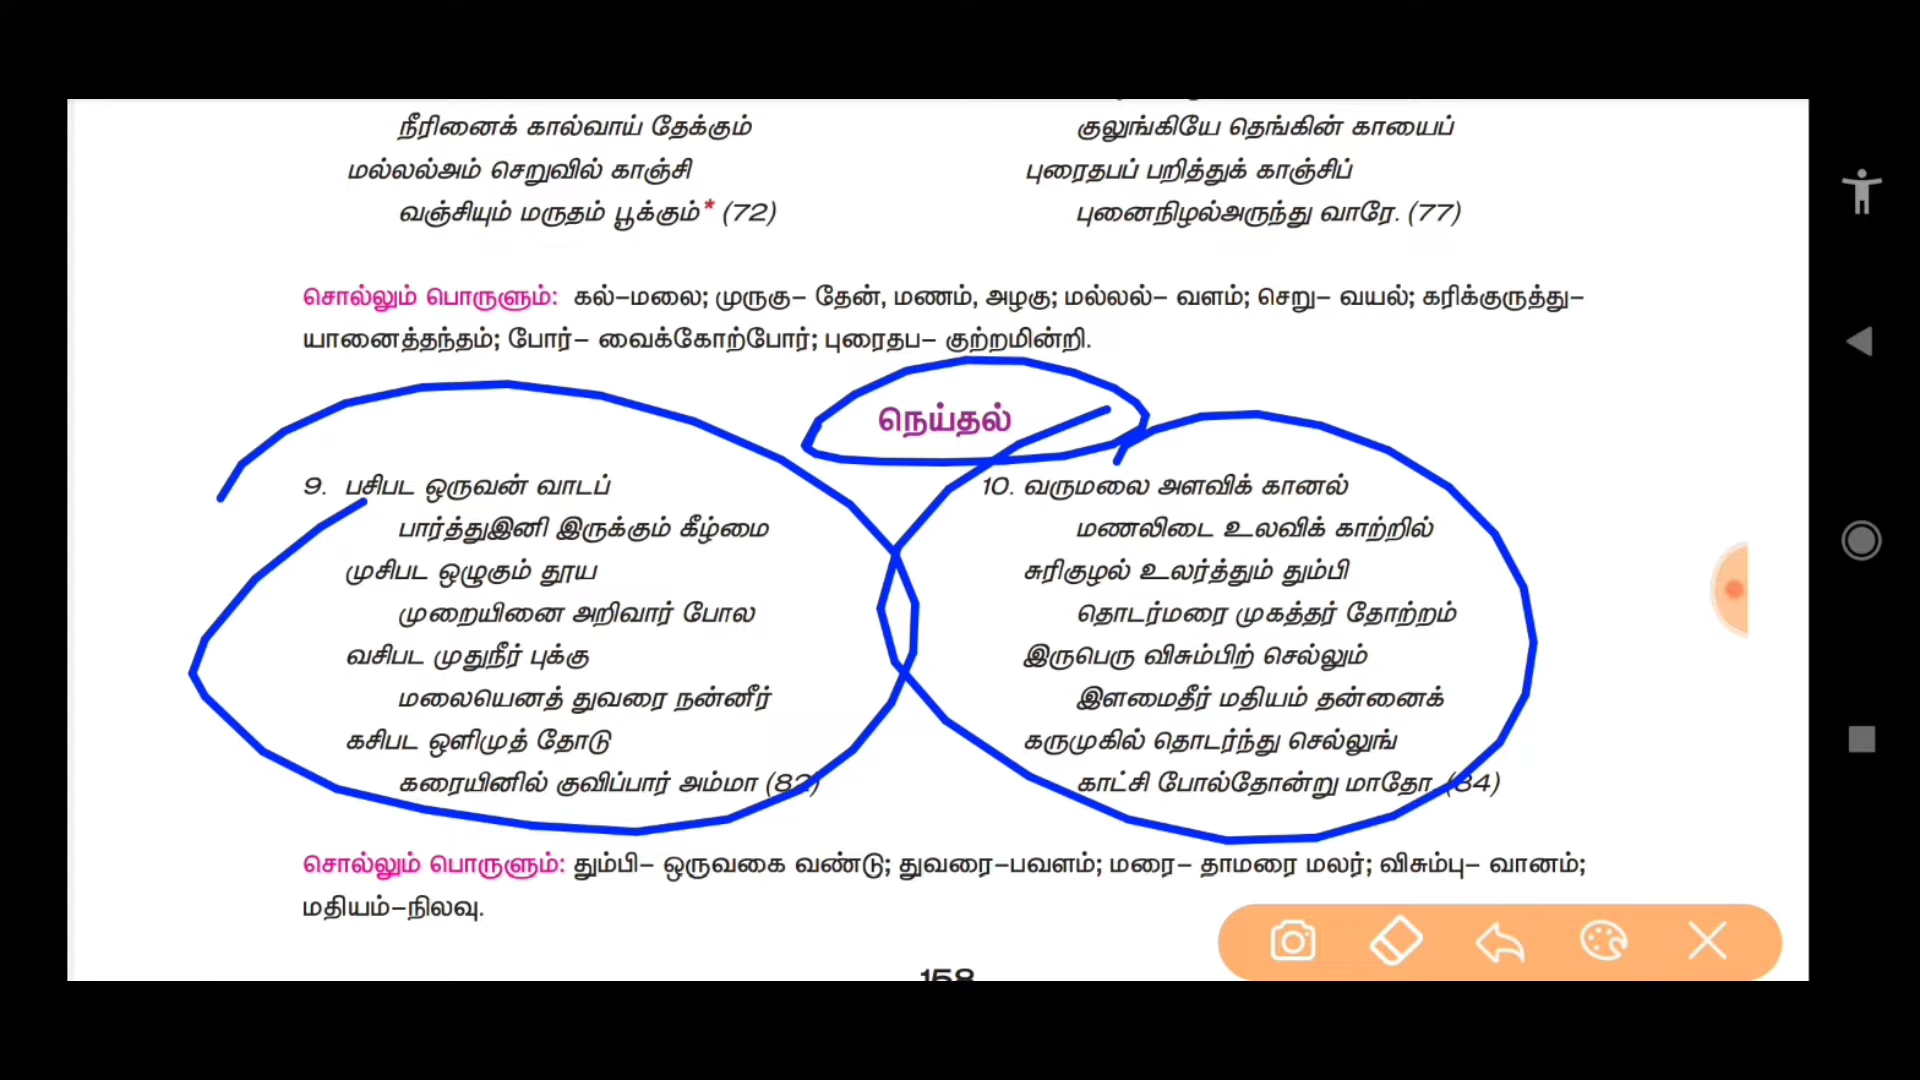 நீரினைக் கால்வாய் தேக்கும்
மல்லல்அம் செறுவில் காஞ்சி
வஞ்சியும் மருதம் பூக்கும்* (72)
குலுங்கியே தெங்கின் காயைப்
புரைதபப் பறித்துக் காஞ்சிப்
புனைநிழல்அருந்து வாரே. (77)
சொல்லும் பொருளும்: கல்–மலை; முருகு– தேன், மணம், அழகு; மல்லல்– வளம்; செறு– வயல்; கரிக்குருத்து–
யானைத்தந்தம்; போர்– வைக்கோற்போர்; புரைதப– குற்றமின்றி.
நெய்தல்
9. பசிபட ஒருவன் வாடப்
பார்த்துஇனி இருக்கும் கீழ்மை
முசிபட ஒழுகும் தூய
முறையினை அறிவார் போல
வசிபட முதுநீர் புக்கு
மலையெனத் துவரை நன்னீர்
கசிபட ஒளிமுத் தோடு
கரையினில் குவிப்பார் அம்மா (82)
10. வருமலை அளவிக் கானல்
மணலிடை உலவிக் காற்றில்
சுரிகுழல் உலர்த்தும் தும்பி
தொடர்மரை முகத்தர் தோற்றம்
இருபெரு விசும்பிற் செல்லும்
இளமைதீர் மதியம் தன்னைக்
கருமுகில் தொடர்ந்து செல்லுங்
காட்சி போல்தோன்று மாதோ. (84)
சொல்லும் பொருளும்: தும்பி– ஒருவகை வண்டு; துவரை–பவளம்; மரை– தாமரை மலர்; விசும்பு– வானம்;
மதியம்–நிலவு.
158